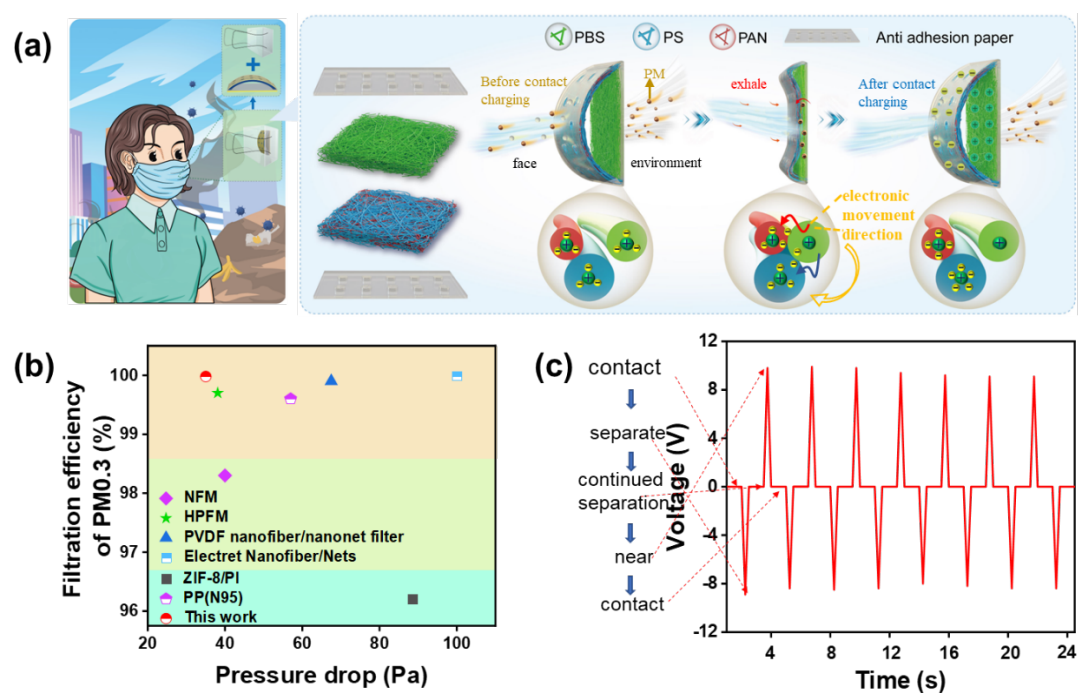 (a)
PBS
PS
PAN
Anti adhesion paper
Before contact
charging
PM
exhale
After contact
charging
face
environment
electronic
movement
direction
(b)
Filtration efficiency
of PM0.3 (%)
100
99
98
97
96
NFM
HPFM
PVDF nanofiber/nanonet filter
Electret Nanofiber/Nets
ZIF-8/PI
PP(N95)
This work
20
40
60
80
100
Pressure drop (Pa)
(c)
contact
separate
continued
separation
near
contact
Voltage (V)
12
8
4
0
-4
-8
-12
4
8
12
16
20
24
Time (s)